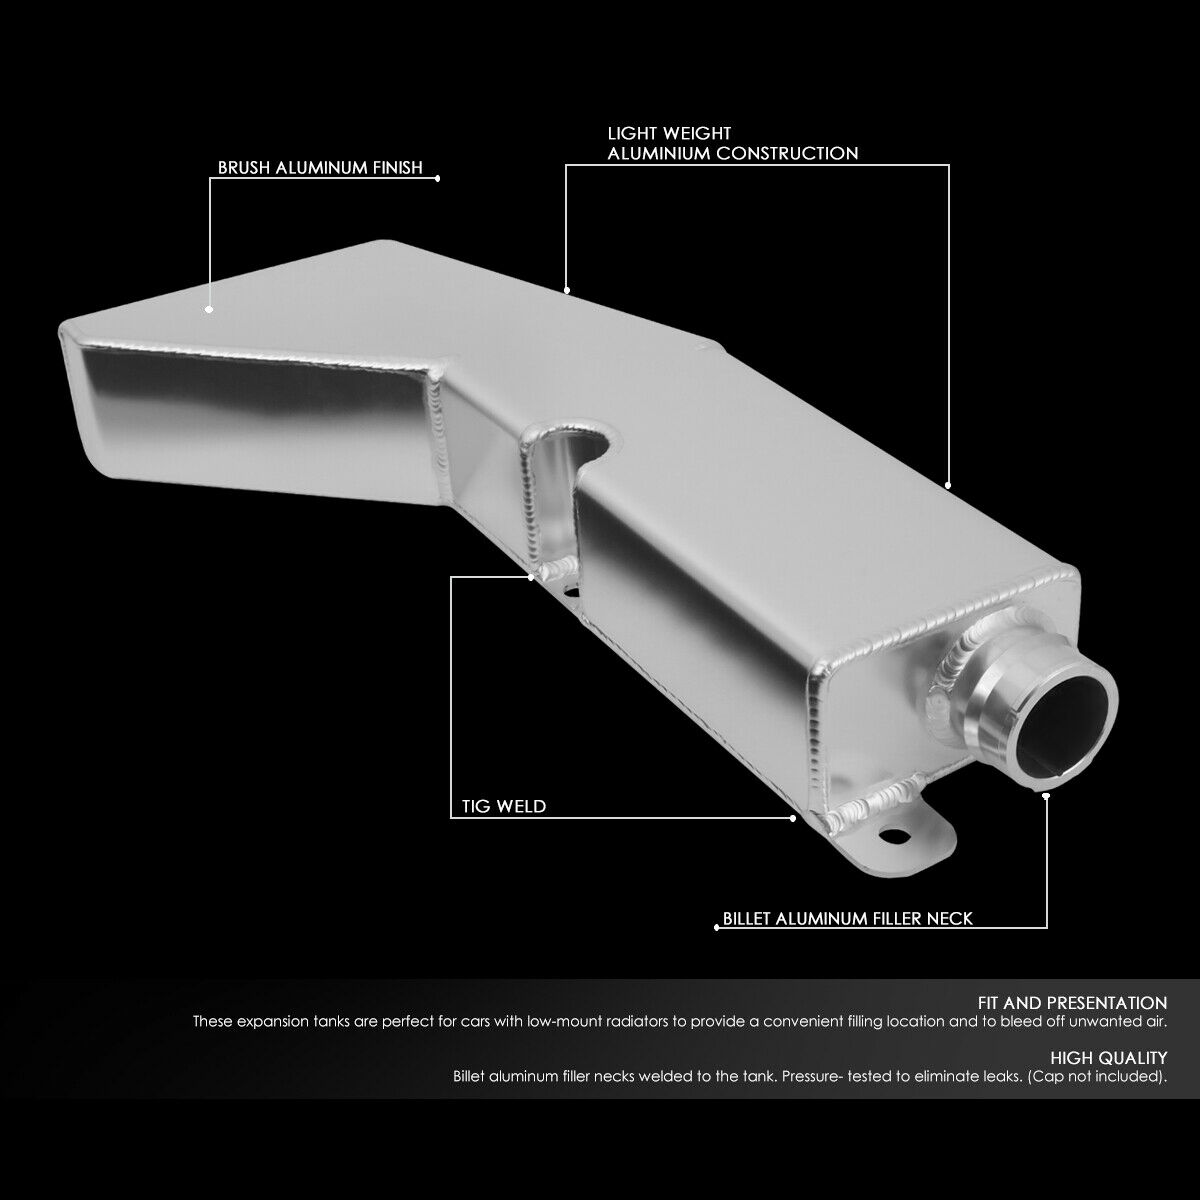 LIGHT WEIGHT
ALUMINIUM CONSTRUCTION
BRUSH ALUMINUM FINISH
TIG WELD
BILLET ALUMINUM FILLER NECK
FIT AND PRESENTATION
These expansion tanks are perfect for cars with low-mount radiators to provide a convenient filling location and to bleed off unwanted air.
HIGH QUALITY
Billet aluminum filler necks welded to the tank. Pressure- tested to eliminate leaks. (Cap not included).